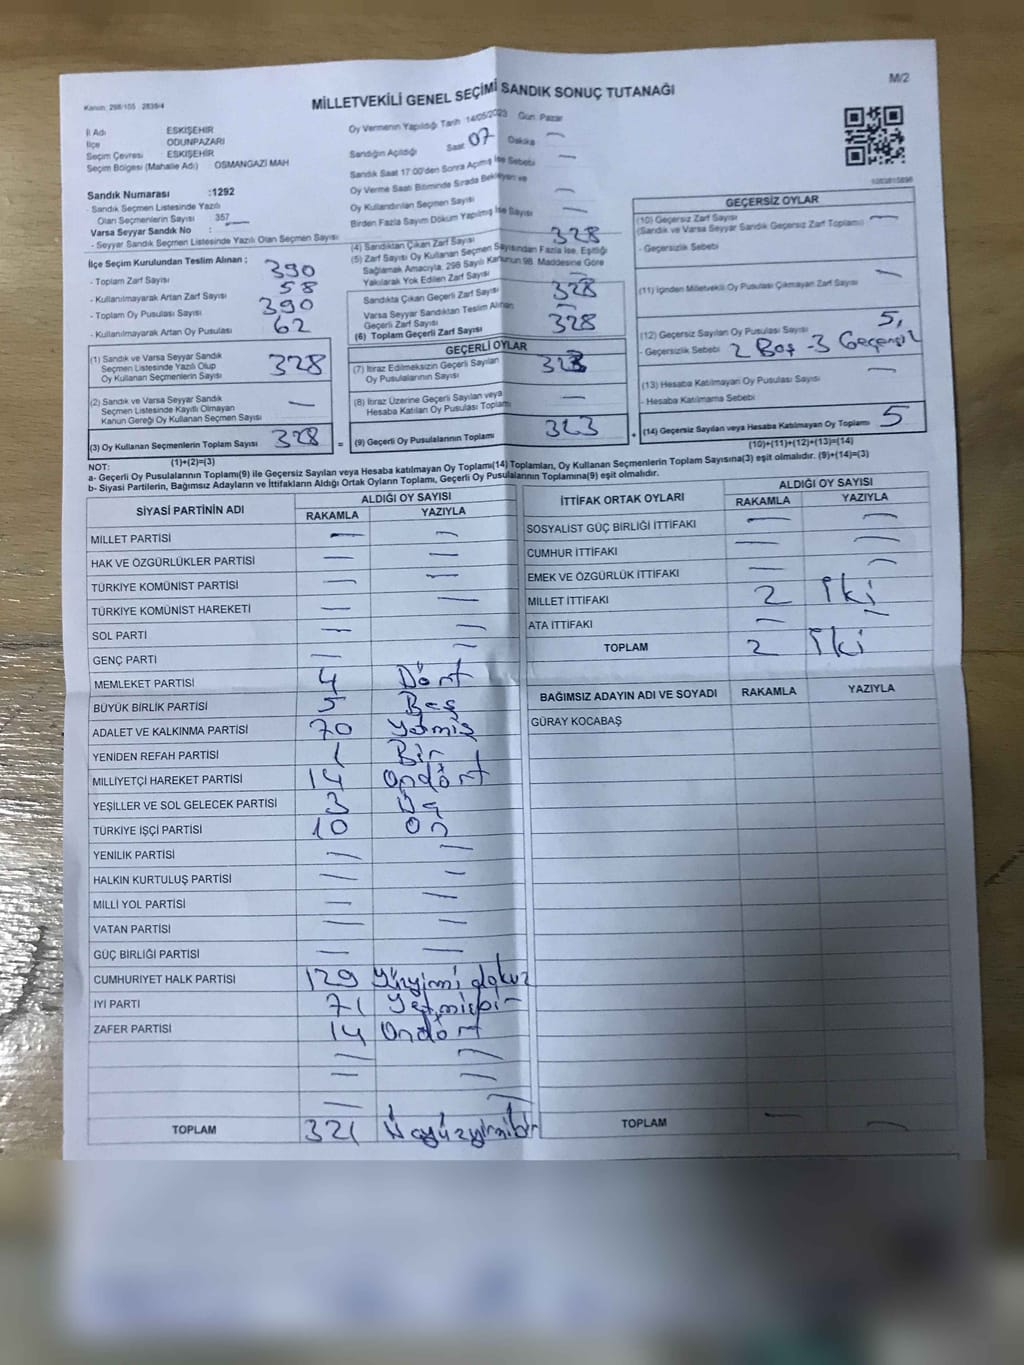 Kanun: 298/105 : 2839/4
M/2
MİLLETVEKİLİ GENEL SEÇİMİ SANDIK SONUÇ TUTANAĞI
İl Adı ESKİŞEHİR
İlçe ODUNPAZARI
Seçim Çevresi ESKİŞEHİR
Seçim Bölgesi (Mahalle Adı) OSMANGAZİ MAH
Oy Vermenin Yapıldığı Tarih 14/05/2023 Gün: Pazar
Sandığın Açıldığı Saat 07 Dakika —
Sandık Saat 17:00'den Sonra Açımış İse Sebebi —
Oy Verme Saati Bitiminde Sırada Bekleyen ve
Oy Kullandırılan Seçmen Sayısı —
Birden Fazla Sayım Döküm Yapılmış İse Sayısı —
Sandık Numarası :1292
- Sandık Seçmen Listesinde Yazılı
Olan Seçmenlerin Sayısı 357
Varsa Seyyar Sandık No :
- Seyyar Sandık Seçmen Listesinde Yazılı Olan Seçmen Sayısı
İlçe Seçim Kurulundan Teslim Alınan ;
- Toplam Zarf Sayısı 390
- Kullanılmayarak Artan Zarf Sayısı 58
- Toplam Oy Pusulası Sayısı 390
- Kullanılmayarak Artan Oy Pusulası 62
(1) Sandık ve Varsa Seyyar Sandık
Seçmen Listesinde Yazılı Olup
Oy Kullanan Seçmenlerin Sayısı 328
(2) Sandık ve Varsa Seyyar Sandık
Seçmen Listesinde Kayıtlı Olmayan
Kanun Gereği Oy Kullanan Seçmen Sayısı —
(3) Oy Kullanan Seçmenlerin Toplam Sayısı 328 =
(1)+(2)=(3)
(4) Sandıktan Çıkan Zarf Sayısı 328
(5) Zarf Sayısı Oy Kullanan Seçmen Sayısından Fazla İse, Eşitliği
Sağlamak Amacıyla, 298 Sayılı Kanunun 98. Maddesine Göre
Yakılarak Yok Edilen Zarf Sayısı —
Sandıkta Çıkan Geçerli Zarf Sayısı 328
Varsa Seyyar Sandıktan Teslim Alınan
Geçerli Zarf Sayısı —
(6) Toplam Geçerli Zarf Sayısı 328
GEÇERLİ OYLAR
(7) İtiraz Edilmeksizin Geçerli Sayılan
Oy Pusulalarının Sayısı 323
(8) İtiraz Üzerine Geçerli Sayılan veya
Hesaba Katılan Oy Pusulası Toplamı —
(9) Geçerli Oy Pusulalarının Toplamı 323 +
GEÇERSİZ OYLAR
(10) Geçersiz Zarf Sayısı —
(Sandık ve Varsa Seyyar Sandık Geçersiz Zarf Toplamı)
- Geçersizlik Sebebi
(11) İçinden Milletvekili Oy Pusulası Çıkmayan Zarf Sayısı —
(12) Geçersiz Sayılan Oy Pusulası Sayısı 5,
- Geçersizlik Sebebi 2 Boş - 3 Geçersiz
(13) Hesaba Katılmayan Oy Pusulası Sayısı —
- Hesaba Katılmama Sebebi
(14) Geçersiz Sayılan veya Hesaba Katılmayan Oy Toplamı 5
(10)+(11)+(12)+(13)=(14)
NOT:
a- Geçerli Oy Pusulalarının Toplamı(9) ile Geçersiz Sayılan veya Hesaba katılmayan Oy Toplamı(14) Toplamları, Oy Kullanan Seçmenlerin Toplam Sayısına(3) eşit olmalıdır. (9)+(14)=(3)
b- Siyasi Partilerin, Bağımsız Adayların ve İttifakların Aldığı Ortak Oyların Toplamı, Geçerli Oy Pusulalarının Toplamına(9) eşit olmalıdır.
SİYASİ PARTİNİN ADI ALDIĞI OY SAYISI
RAKAMLA YAZIYLA
MİLLET PARTİSİ — —
HAK VE ÖZGÜRLÜKLER PARTİSİ — —
TÜRKİYE KOMÜNİST PARTİSİ — —
TÜRKİYE KOMÜNİST HAREKETİ — —
SOL PARTİ — —
GENÇ PARTİ — —
MEMLEKET PARTİSİ 4 Dört
BÜYÜK BİRLİK PARTİSİ 5 Beş
ADALET VE KALKINMA PARTİSİ 70 Yetmiş
YENİDEN REFAH PARTİSİ 1 Bir
MİLLİYETÇİ HAREKET PARTİSİ 14 Ondört
YEŞİLLER VE SOL GELECEK PARTİSİ 3 Üç
TÜRKİYE İŞÇİ PARTİSİ 10 On
YENİLİK PARTİSİ — —
HALKIN KURTULUŞ PARTİSİ — —
MİLLİ YOL PARTİSİ — —
VATAN PARTİSİ — —
GÜÇ BİRLİĞİ PARTİSİ — —
CUMHURİYET HALK PARTİSİ 129 Yüzyirmi dokuz
İYİ PARTİ 71 Yetmişbir
ZAFER PARTİSİ 14 Ondört
— —
— —
— —
TOPLAM 321 Üçyüzyirmibir
İTTİFAK ORTAK OYLARI ALDIĞI OY SAYISI
RAKAMLA YAZIYLA
SOSYALİST GÜÇ BİRLİĞİ İTTİFAKI — —
CUMHUR İTTİFAKI — —
EMEK VE ÖZGÜRLÜK İTTİFAKI — —
MİLLET İTTİFAKI 2 İki
ATA İTTİFAKI — —
TOPLAM 2 İki
BAĞIMSIZ ADAYIN ADI VE SOYADI RAKAMLA YAZIYLA
GÜRAY KOCABAŞ
TOPLAM — —